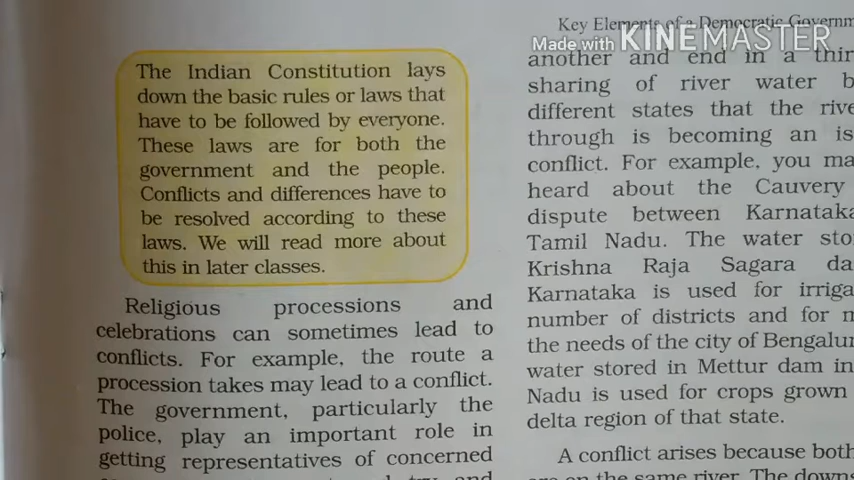 Key Elements of a Democratic
Made with KINEMASTER
The Indian Constitution lays
down the basic rules or laws that
have to be followed by everyone.
These laws are for both the
government and the people.
Conflicts and differences have to
be resolved according to these
laws. We will read more about
this in later classes.
Religious processions and
celebrations can sometimes lead to
conflicts. For example, the route a
procession takes may lead to a conflict.
The government, particularly the
police, play an important role in
getting representatives of concerned
another and end in a
sharing of river water
different states that the
through is becoming an
conflict. For example, you
heard about the Cauvery
dispute between Karnataka
Tamil Nadu. The water
Krishna Raja Sagara
Karnataka is used for
number of districts and for
the needs of the city of
water stored in Mettur dam in
Nadu is used for crops grown
delta region of that state.
A conflict arises because both
on the same river. The